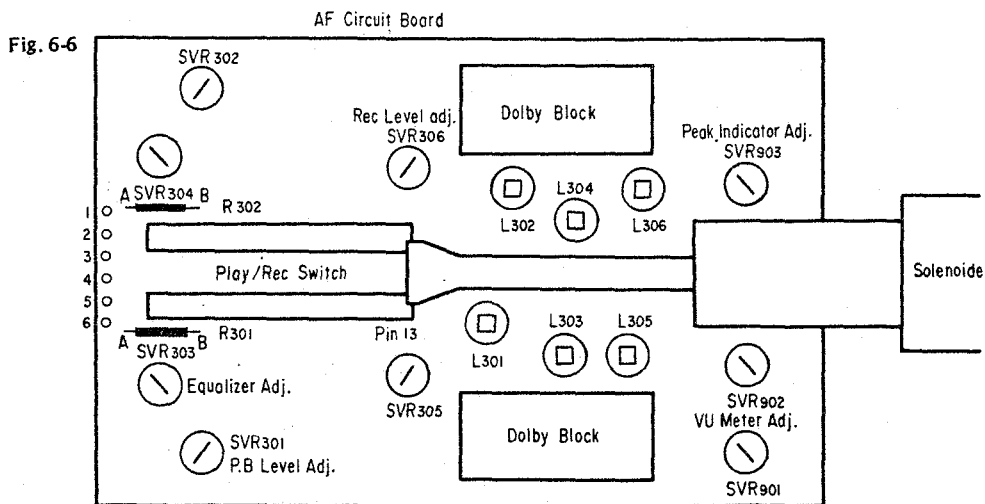 AF Circuit Board
Fig. 6-6
SVR 302
Dolby Block
Rec Level adj.
SVR306
Peak Indicator Adj.
SVR903
A SVR304 B
R302
L304
L302
L306
1
2
3
4
5
6
Play/Rec Switch
Solenoide
A B
R301
Pin 13
SVR303
L301
L303
L305
Equalizer Adj.
SVR305
SVR902
VU Meter Adj.
SVR301
P.B Level Adj.
Dolby Block
SVR901